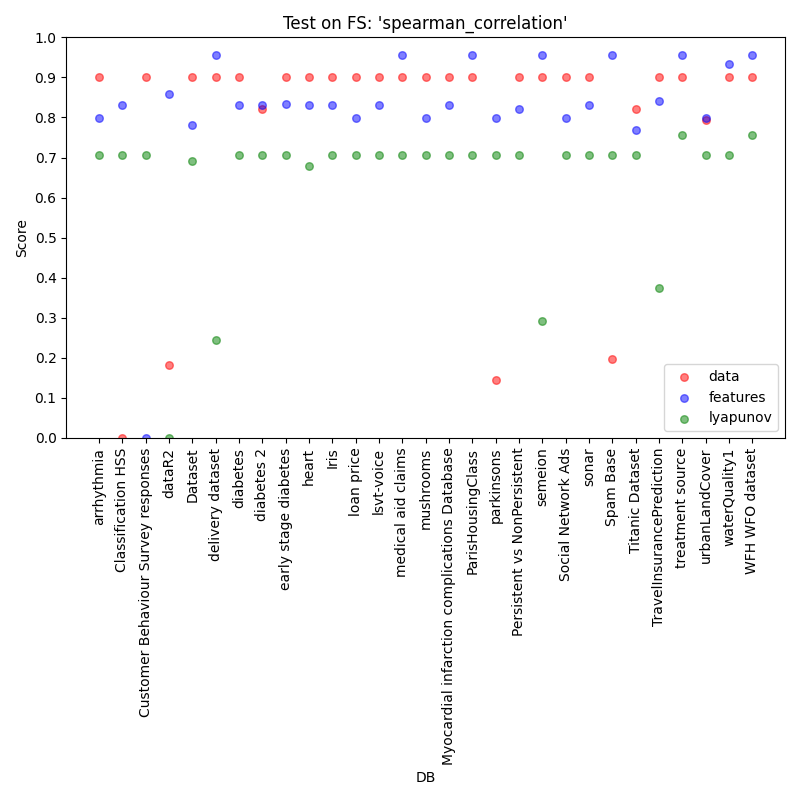 Test on FS: 'spearman_correlation'
1.0
0.9
0.8
0.7
0.6
0.5
0.4
0.3
0.2
0.1
0.0
Score
data
features
lyapunov
arrhythmia
Classification HSS
Customer Behaviour Survey responses
dataR2
Dataset
delivery dataset
diabetes
diabetes 2
early stage diabetes
heart
Iris
loan price
lsvt-voice
medical aid claims
mushrooms
Myocardial infarction complications Database
ParisHousingClass
parkinsons
Persistent vs NonPersistent
semeion
Social Network Ads
sonar
Spam Base
Titanic Dataset
TravelInsurancePrediction
treatment source
urbanLandCover
waterQuality1
WFH WFO dataset
DB